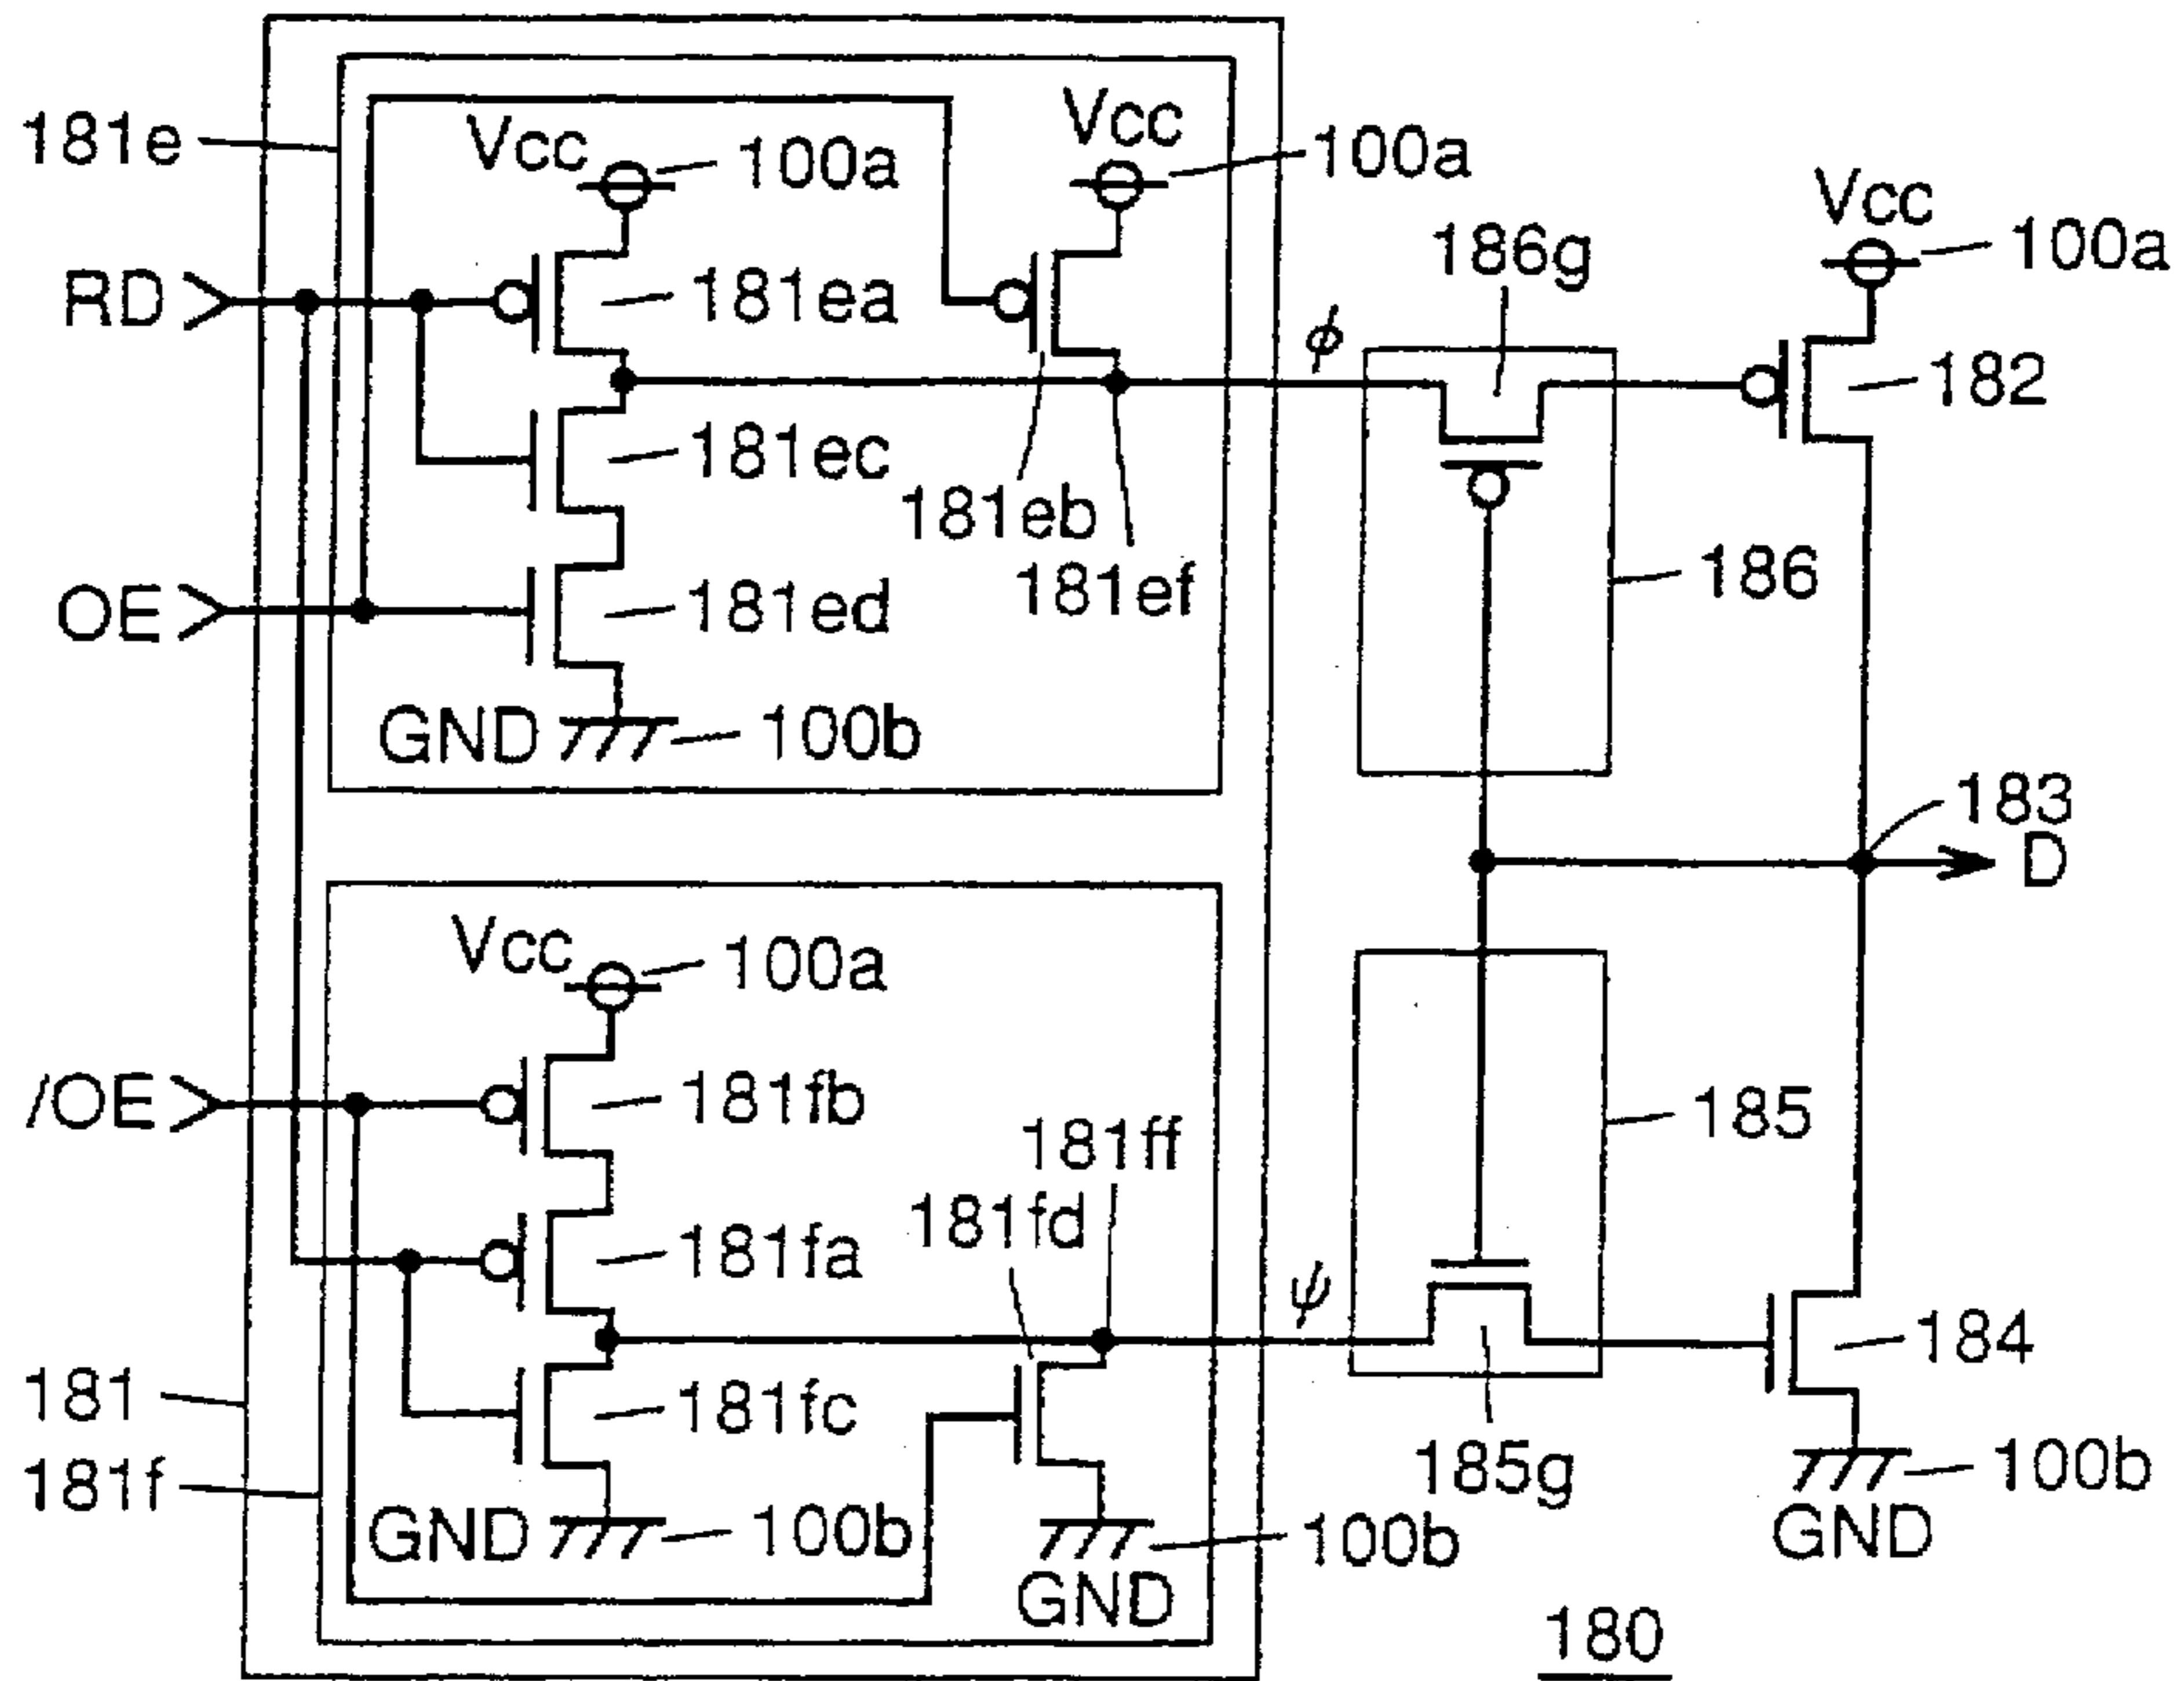 181e
Vcc
100a
Vcc
100a
Vcc
100a
RD
181ea
186g
ϕ
182
181ec
181eb
181ef
OE
181ed
186
GND
100b
183
D
Vcc
100a
/OE
181fb
181ff
185
181fd
181fa
ψ
184
181
181fc
181f
185g
100b
GND
GND
100b
100b
GND
180